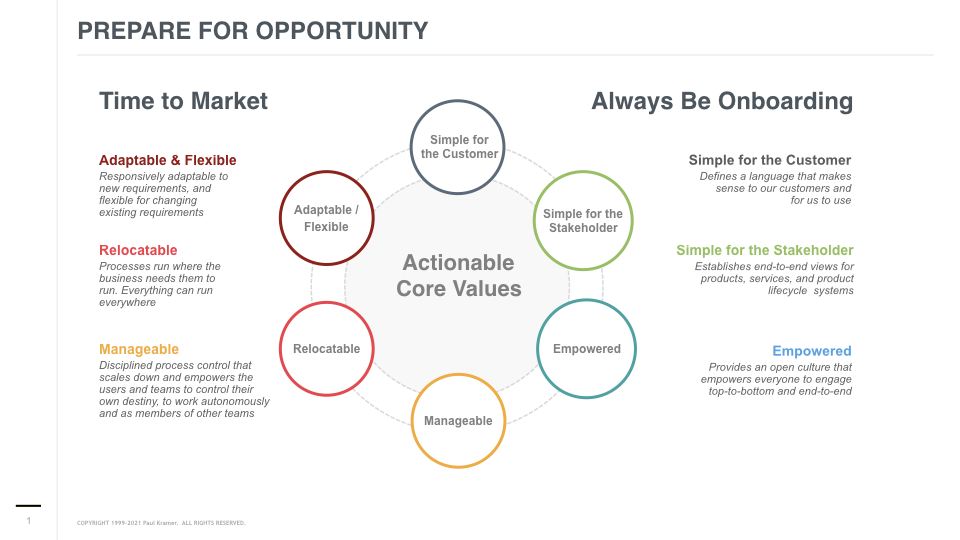 PREPARE FOR OPPORTUNITY
Time to Market
Adaptable & Flexible
Responsively adaptable to
new requirements, and
flexible for changing
existing requirements
Relocatable
Processes run where the
business needs them to
run. Everything can run
everywhere
Manageable
Disciplined process control that
scales down and empowers the
users and teams to control their
own destiny, to work autonomously
and as members of other teams
Simple for
the Customer
Adaptable /
Flexible
Simple for the
Stakeholder
Actionable
Core Values
Relocatable
Empowered
Manageable
Always Be Onboarding
Simple for the Customer
Defines a language that makes
sense to our customers and
for us to use
Simple for the Stakeholder
Establishes end-to-end views for
products, services, and product
lifecycle systems
Empowered
Provides an open culture that
empowers everyone to engage
top-to-bottom and end-to-end
1
COPYRIGHT 1999-2021 Paul Kramer. ALL RIGHTS RESERVED.